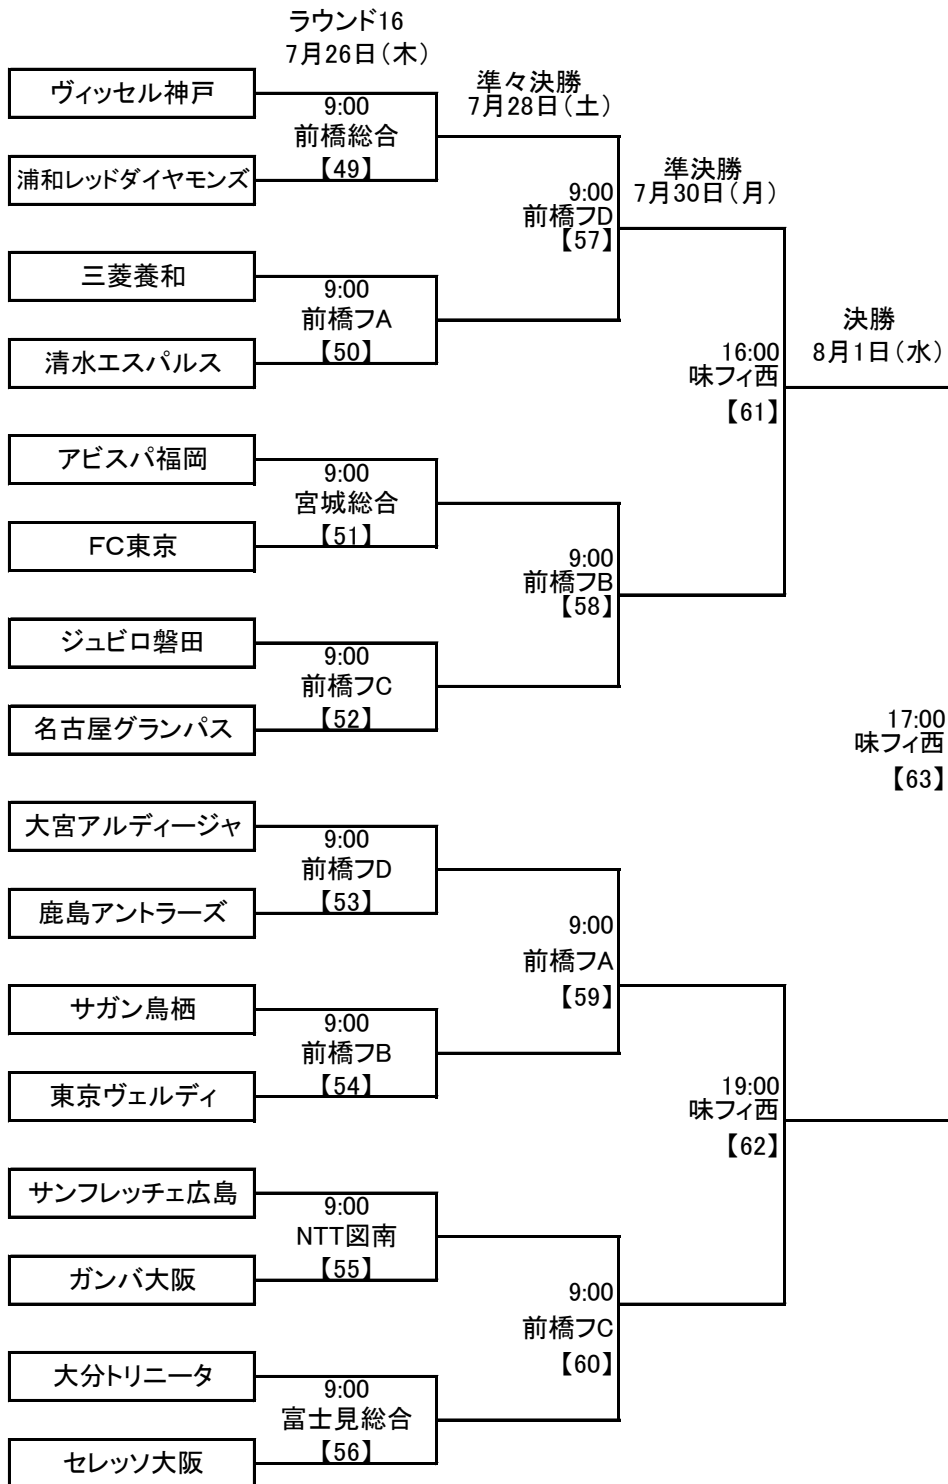 ラウンド16
7月26日（木）
準々決勝
7月28日（土）
準決勝
7月30日（月）
決勝
8月1日（水）
ヴィッセル神戸
9:00
前橋総合
【49】
浦和レッドダイヤモンズ
9:00
前橋フD
【57】
三菱養和
9:00
前橋フA
【50】
清水エスパルス
16:00
味フィ西
【61】
アビスパ福岡
9:00
宮城総合
【51】
FC東京
9:00
前橋フB
【58】
ジュビロ磐田
9:00
前橋フC
【52】
名古屋グランパス
17:00
味フィ西
【63】
大宮アルディージャ
9:00
前橋フD
【53】
鹿島アントラーズ
9:00
前橋フA
【59】
サガン鳥栖
9:00
前橋フB
【54】
東京ヴェルディ
19:00
味フィ西
【62】
サンフレッチェ広島
9:00
NTT図南
【55】
ガンバ大阪
9:00
前橋フC
【60】
大分トリニータ
9:00
富士見総合
【56】
セレッソ大阪